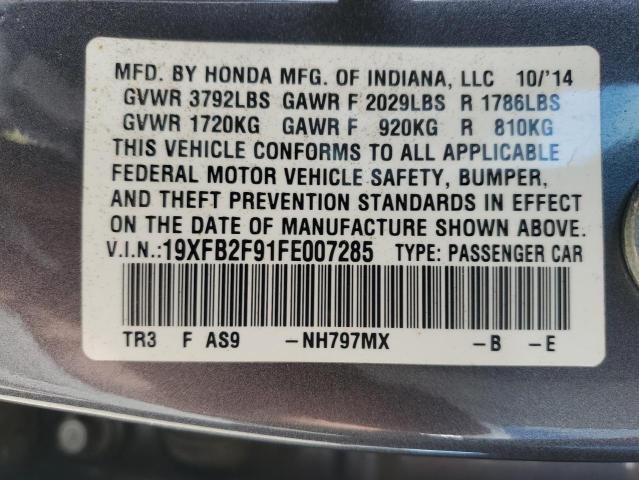 MFD. BY HONDA MFG. OF INDIANA, LLC 10/'14
GVWR 3792LBS GAWR F 2029LBS R 1786LBS
GVWR 1720KG GAWR F 920KG R 810KG
THIS VEHICLE CONFORMS TO ALL APPLICABLE
FEDERAL MOTOR VEHICLE SAFETY, BUMPER,
AND THEFT PREVENTION STANDARDS IN EFFECT
ON THE DATE OF MANUFACTURE SHOWN ABOVE.
V.I.N.:19XFB2F91FE007285 TYPE: PASSENGER CAR
TR3 F AS9 -NH797MX -B -E